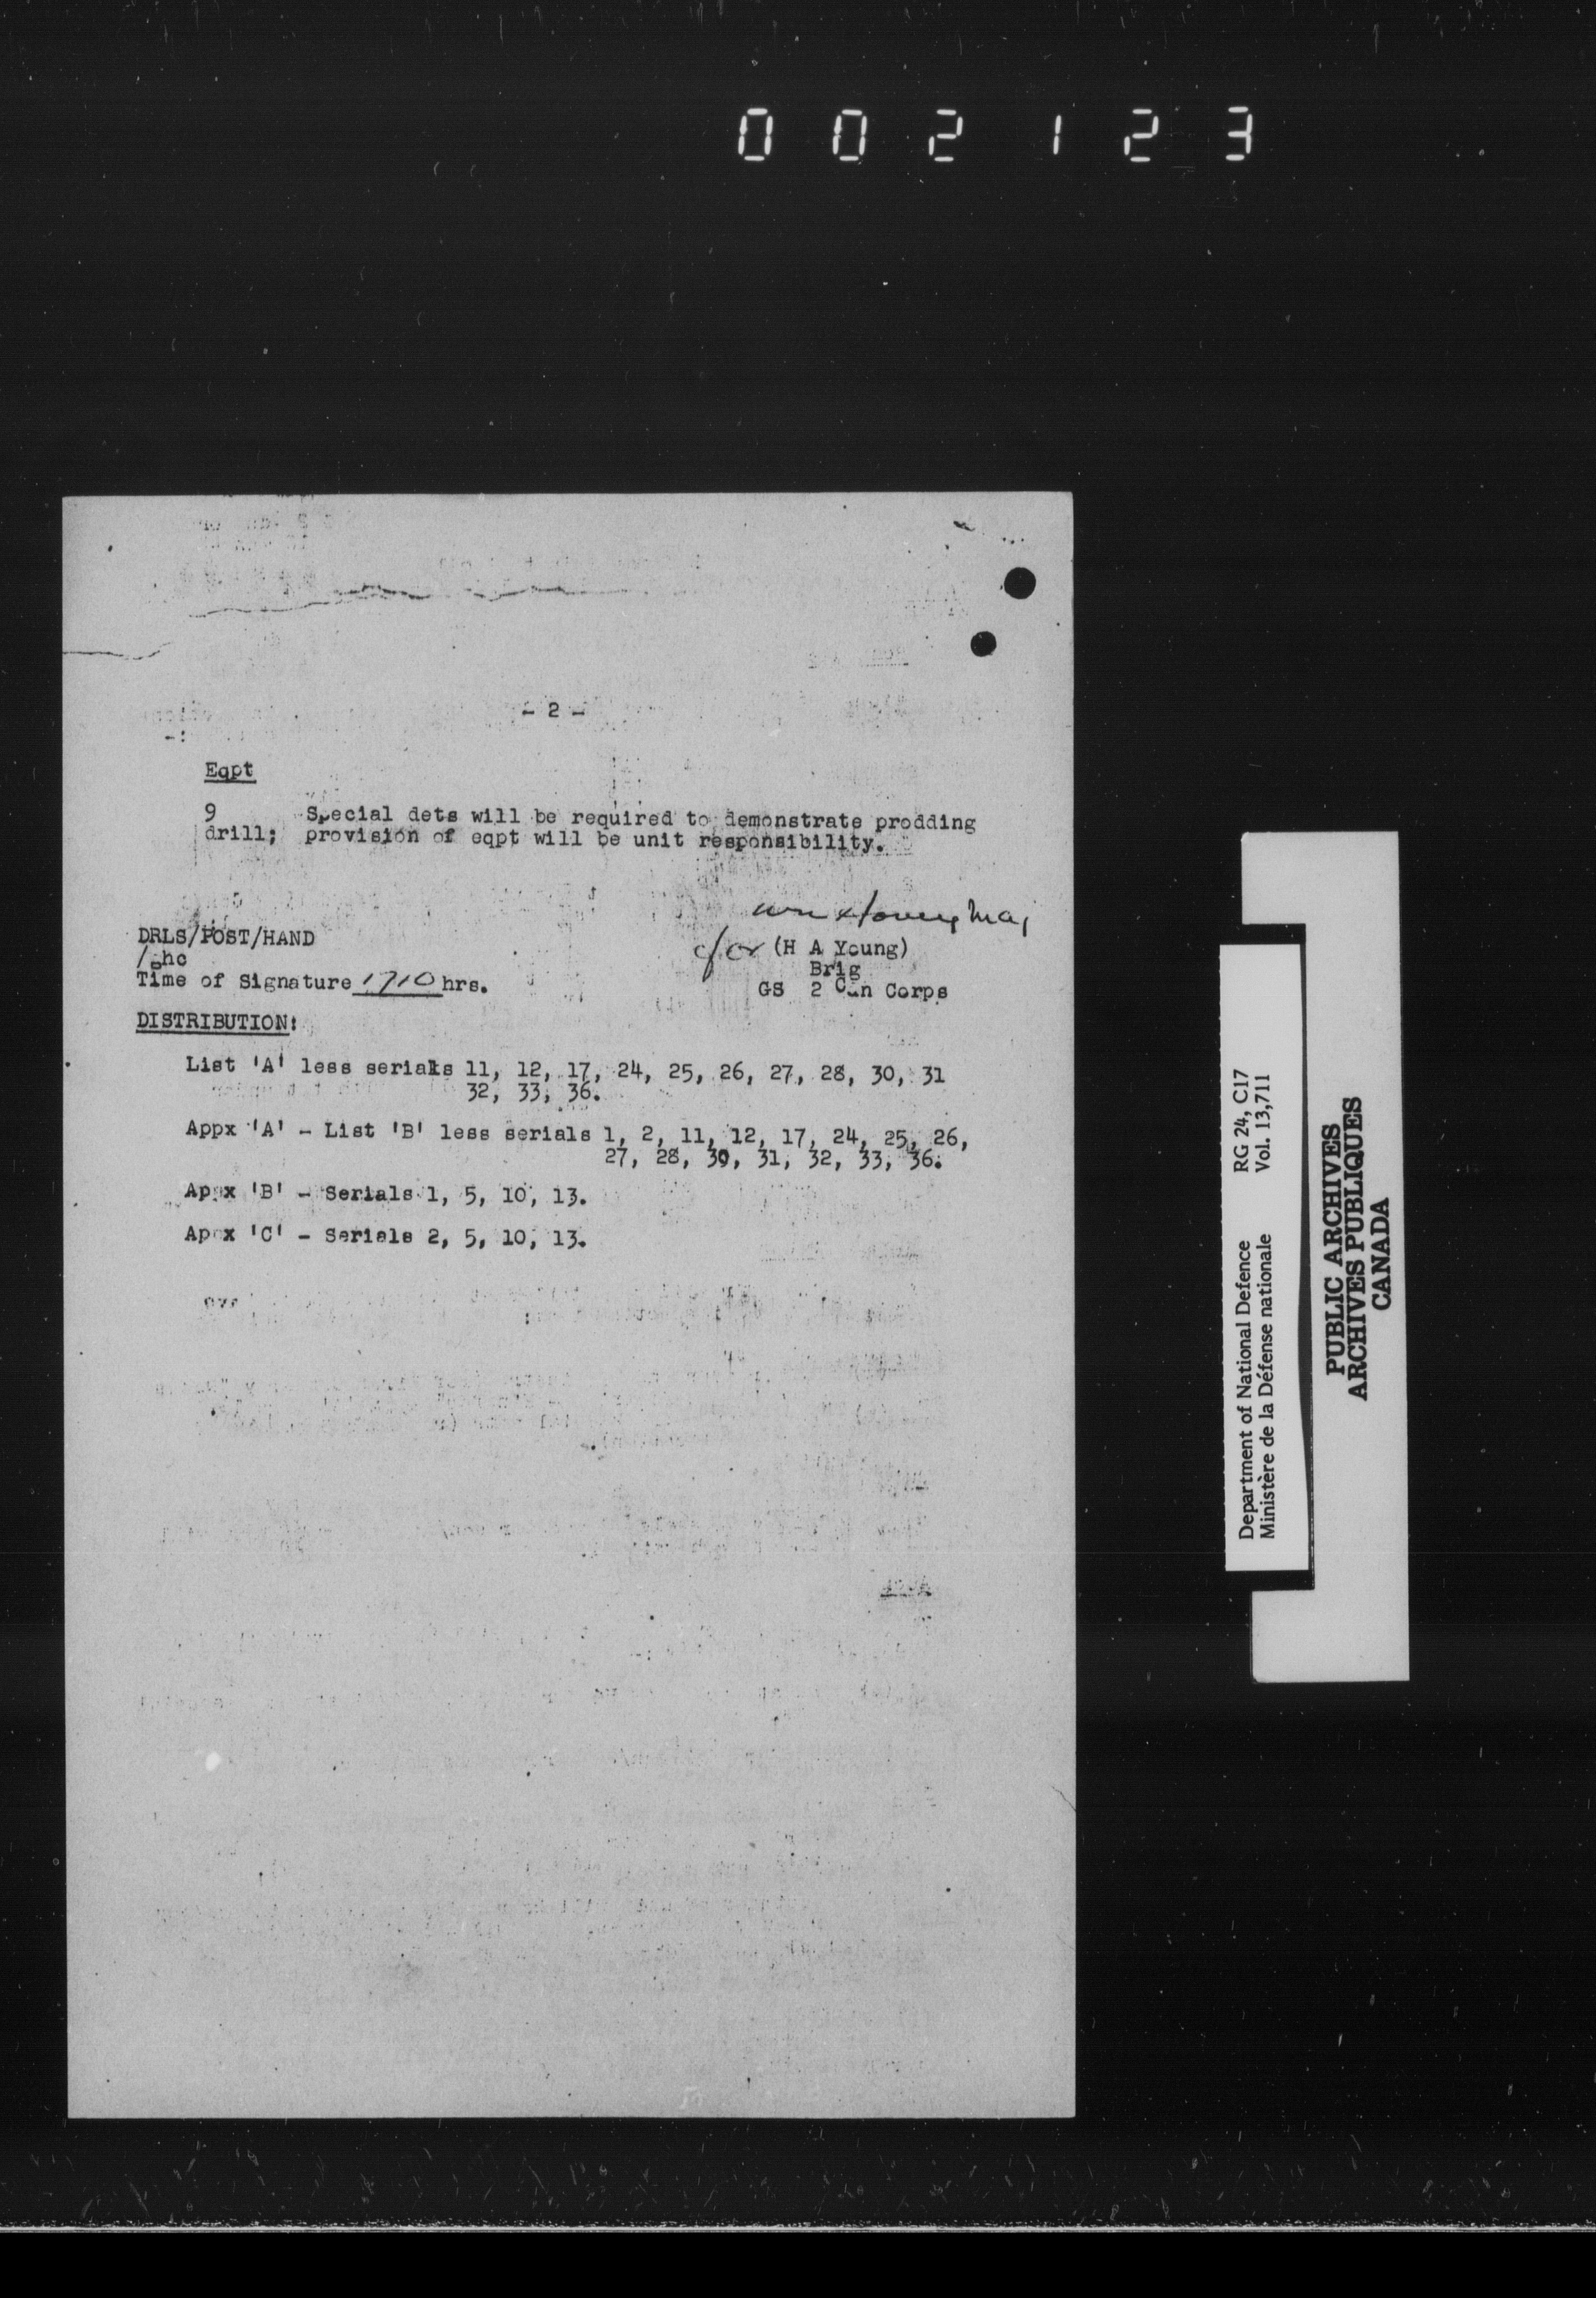 0 0 2 1 2 3
- 2 -
Eqpt
9 Special dets will be required to demonstrate prodding
drill; provision of eqpt will be unit responsibility.
Maj
DRLS/POST/HAND
for (H A Young)
/ghc
Brig
Time of Signature 1710 hrs.
GS 2 Can Corps
DISTRIBUTION:
List 'A' less serials 11, 12, 17, 24, 25, 26, 27, 28, 30, 31
32, 33, 36.
Appx 'A' - List 'B' less serials 1, 2, 11, 12, 17, 24, 25, 26,
27, 28, 30, 31, 32, 33, 36.
Appx 'B' - Serials 1, 5, 10, 13.
Appx 'C' - Serials 2, 5, 10, 13.
Department of National Defence RG 24, C17
Ministère de la Défense nationale Vol. 13,711
PUBLIC ARCHIVES
ARCHIVES PUBLIQUES
CANADA